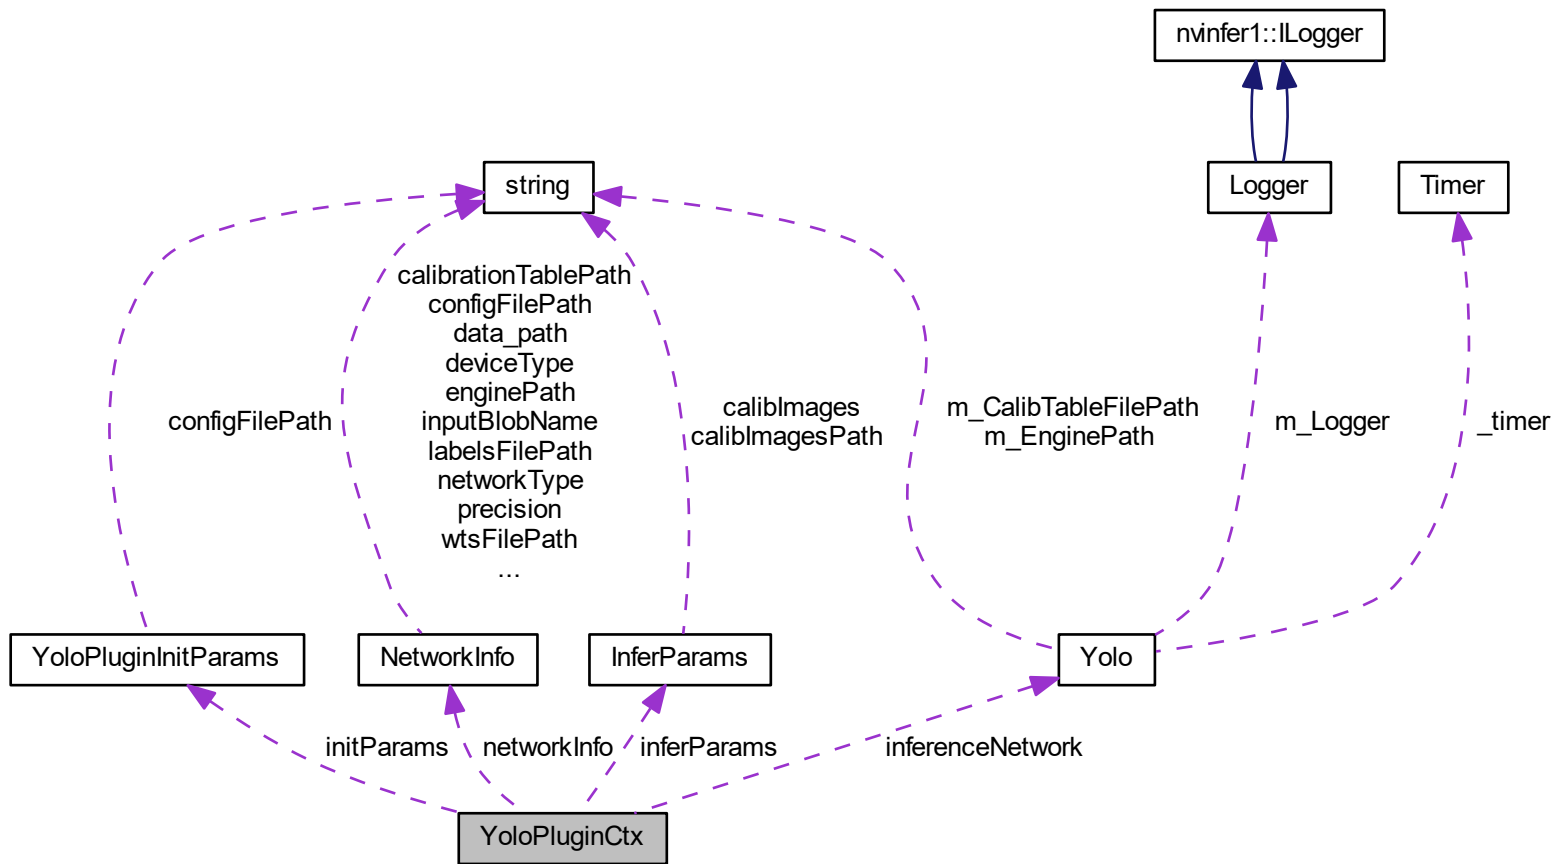 nvinfer1::ILogger
string
Logger
Timer
calibrationTablePath
configFilePath
data_path
deviceType
enginePath
inputBlobName
labelsFilePath
networkType
precision
wtsFilePath
...
configFilePath
calibImages
calibImagesPath
m_CalibTableFilePath
m_EnginePath
m_Logger
_timer
YoloPluginInitParams
NetworkInfo
InferParams
Yolo
initParams
networkInfo
inferParams
inferenceNetwork
YoloPluginCtx